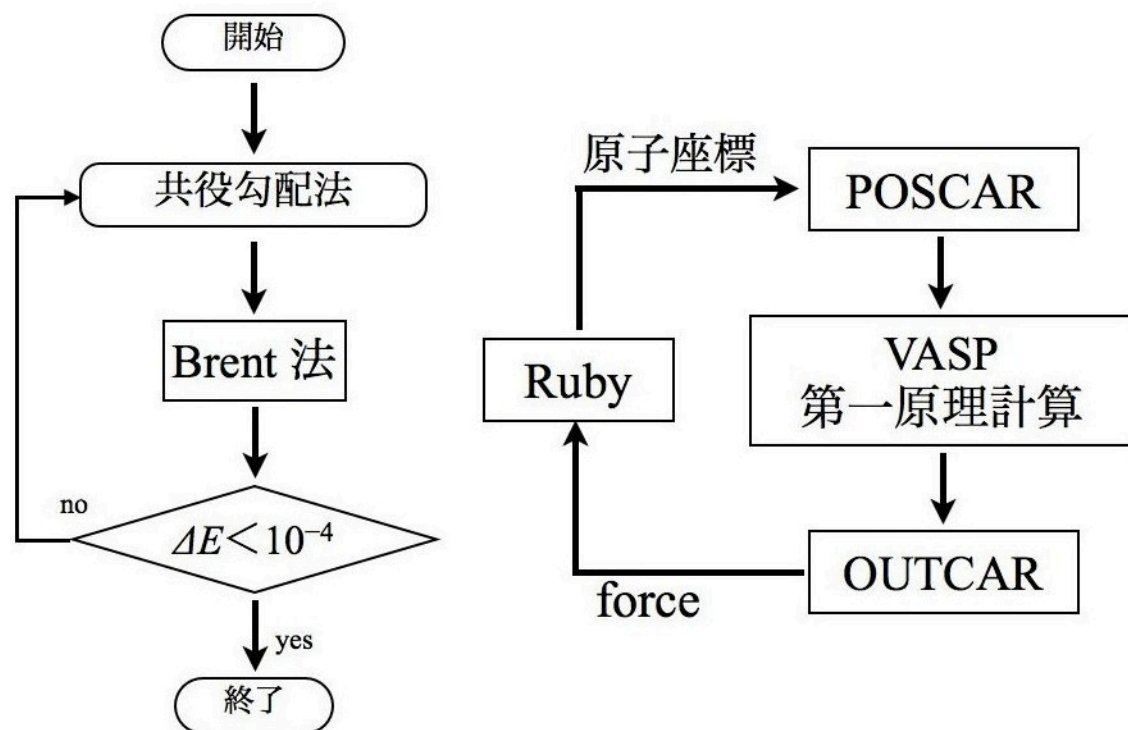 開始
共役勾配法
Brent 法
no
ΔE＜10⁻⁴
yes
終了
原子座標
POSCAR
VASP
第一原理計算
OUTCAR
force
Ruby